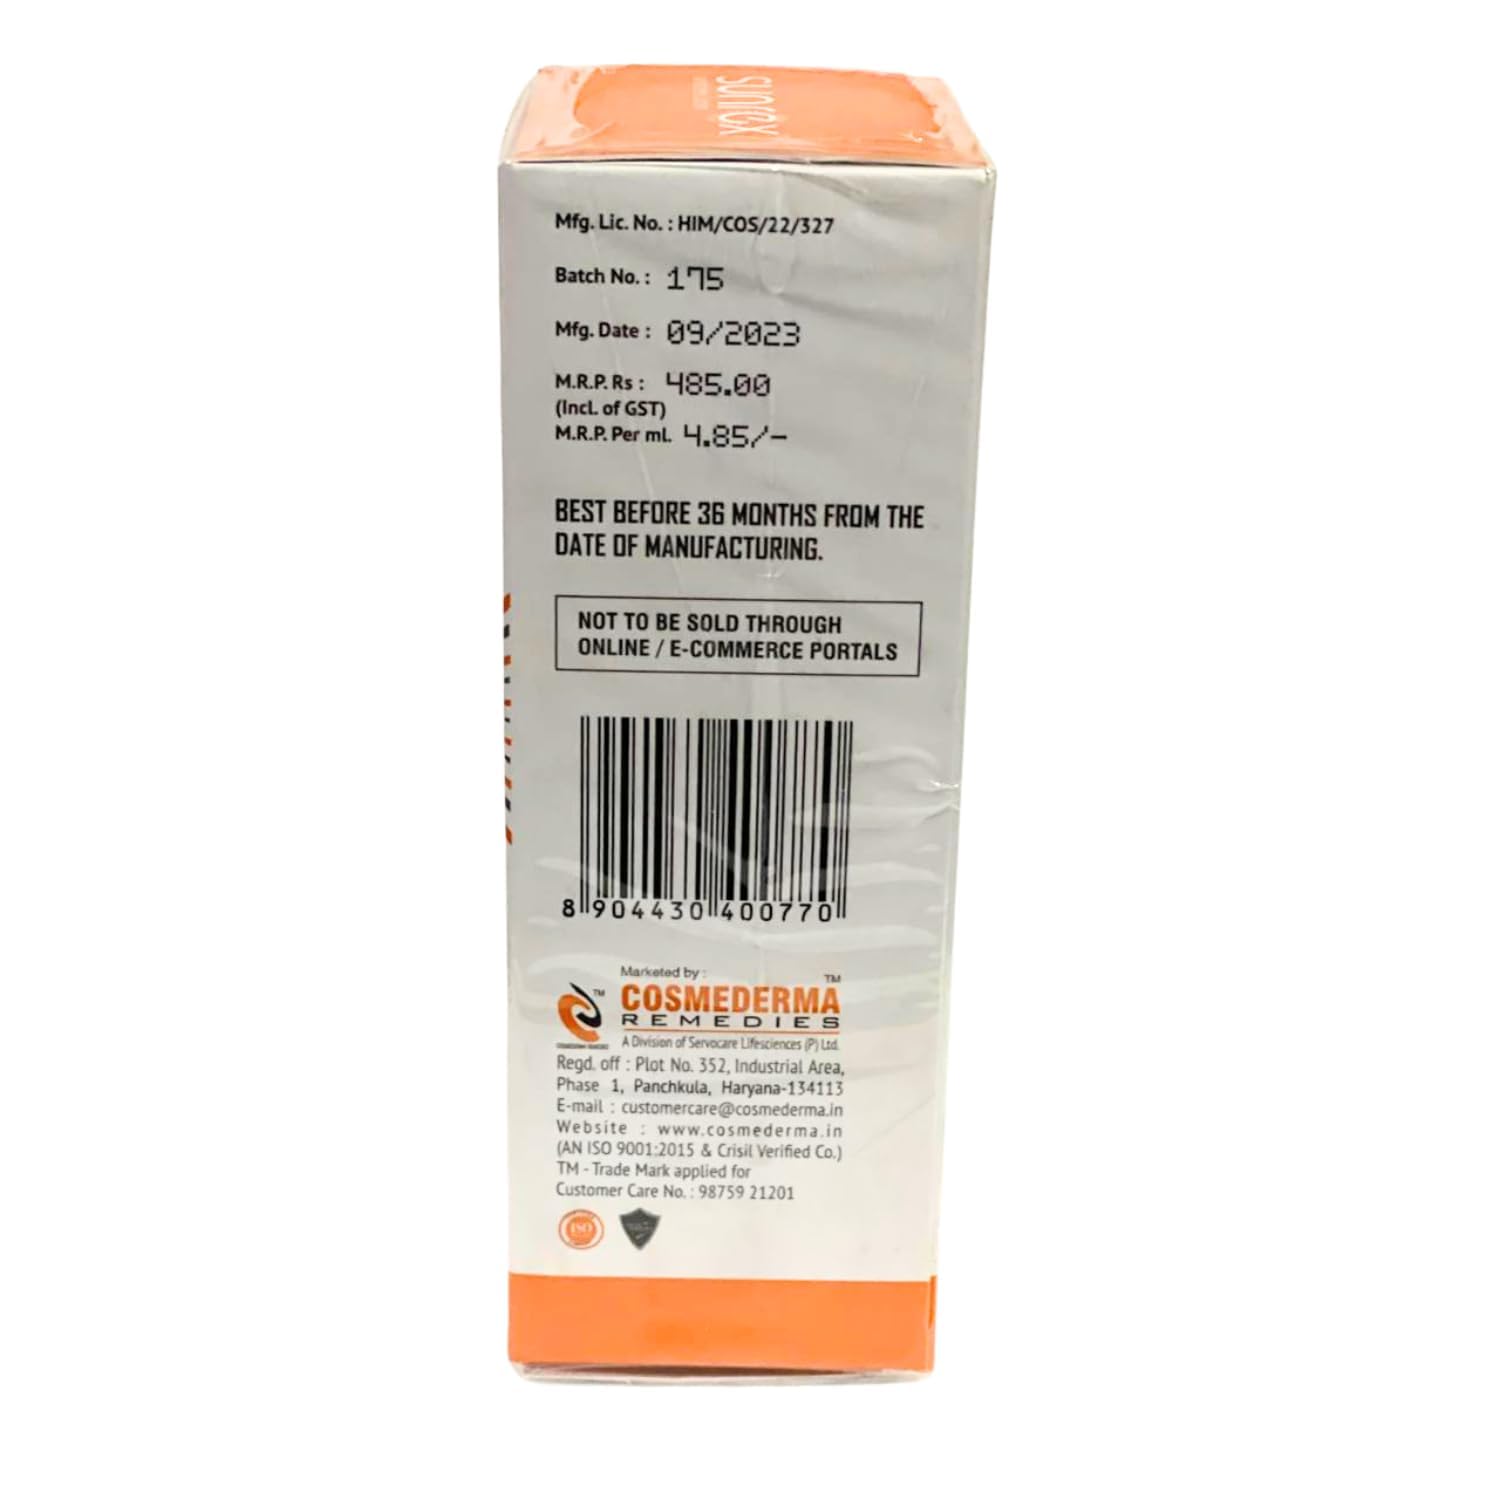 sunrox
Mfg. Lic. No. : HIM/COS/22/327
Batch No. : 175
Mfg. Date : 09/2023
M.R.P. Rs : 485.00
(Incl. of GST)
M.R.P. Per ml. 4.85/-
BEST BEFORE 36 MONTHS FROM THE
DATE OF MANUFACTURING.
NOT TO BE SOLD THROUGH
ONLINE / E-COMMERCE PORTALS
8 904430 400770
Marketed by :
TM
TM
COSMEDERMA
REMEDIES
A Division of Servocare Lifesciences (P) Ltd.
Regd. off : Plot No. 352, Industrial Area,
Phase 1, Panchkula, Haryana-134113
E-mail : customercare@cosmederma.in
Website : www.cosmederma.in
(AN ISO 9001:2015 & Crisil Verified Co.)
TM - Trade Mark applied for
Customer Care No. : 98759 21201
ISO